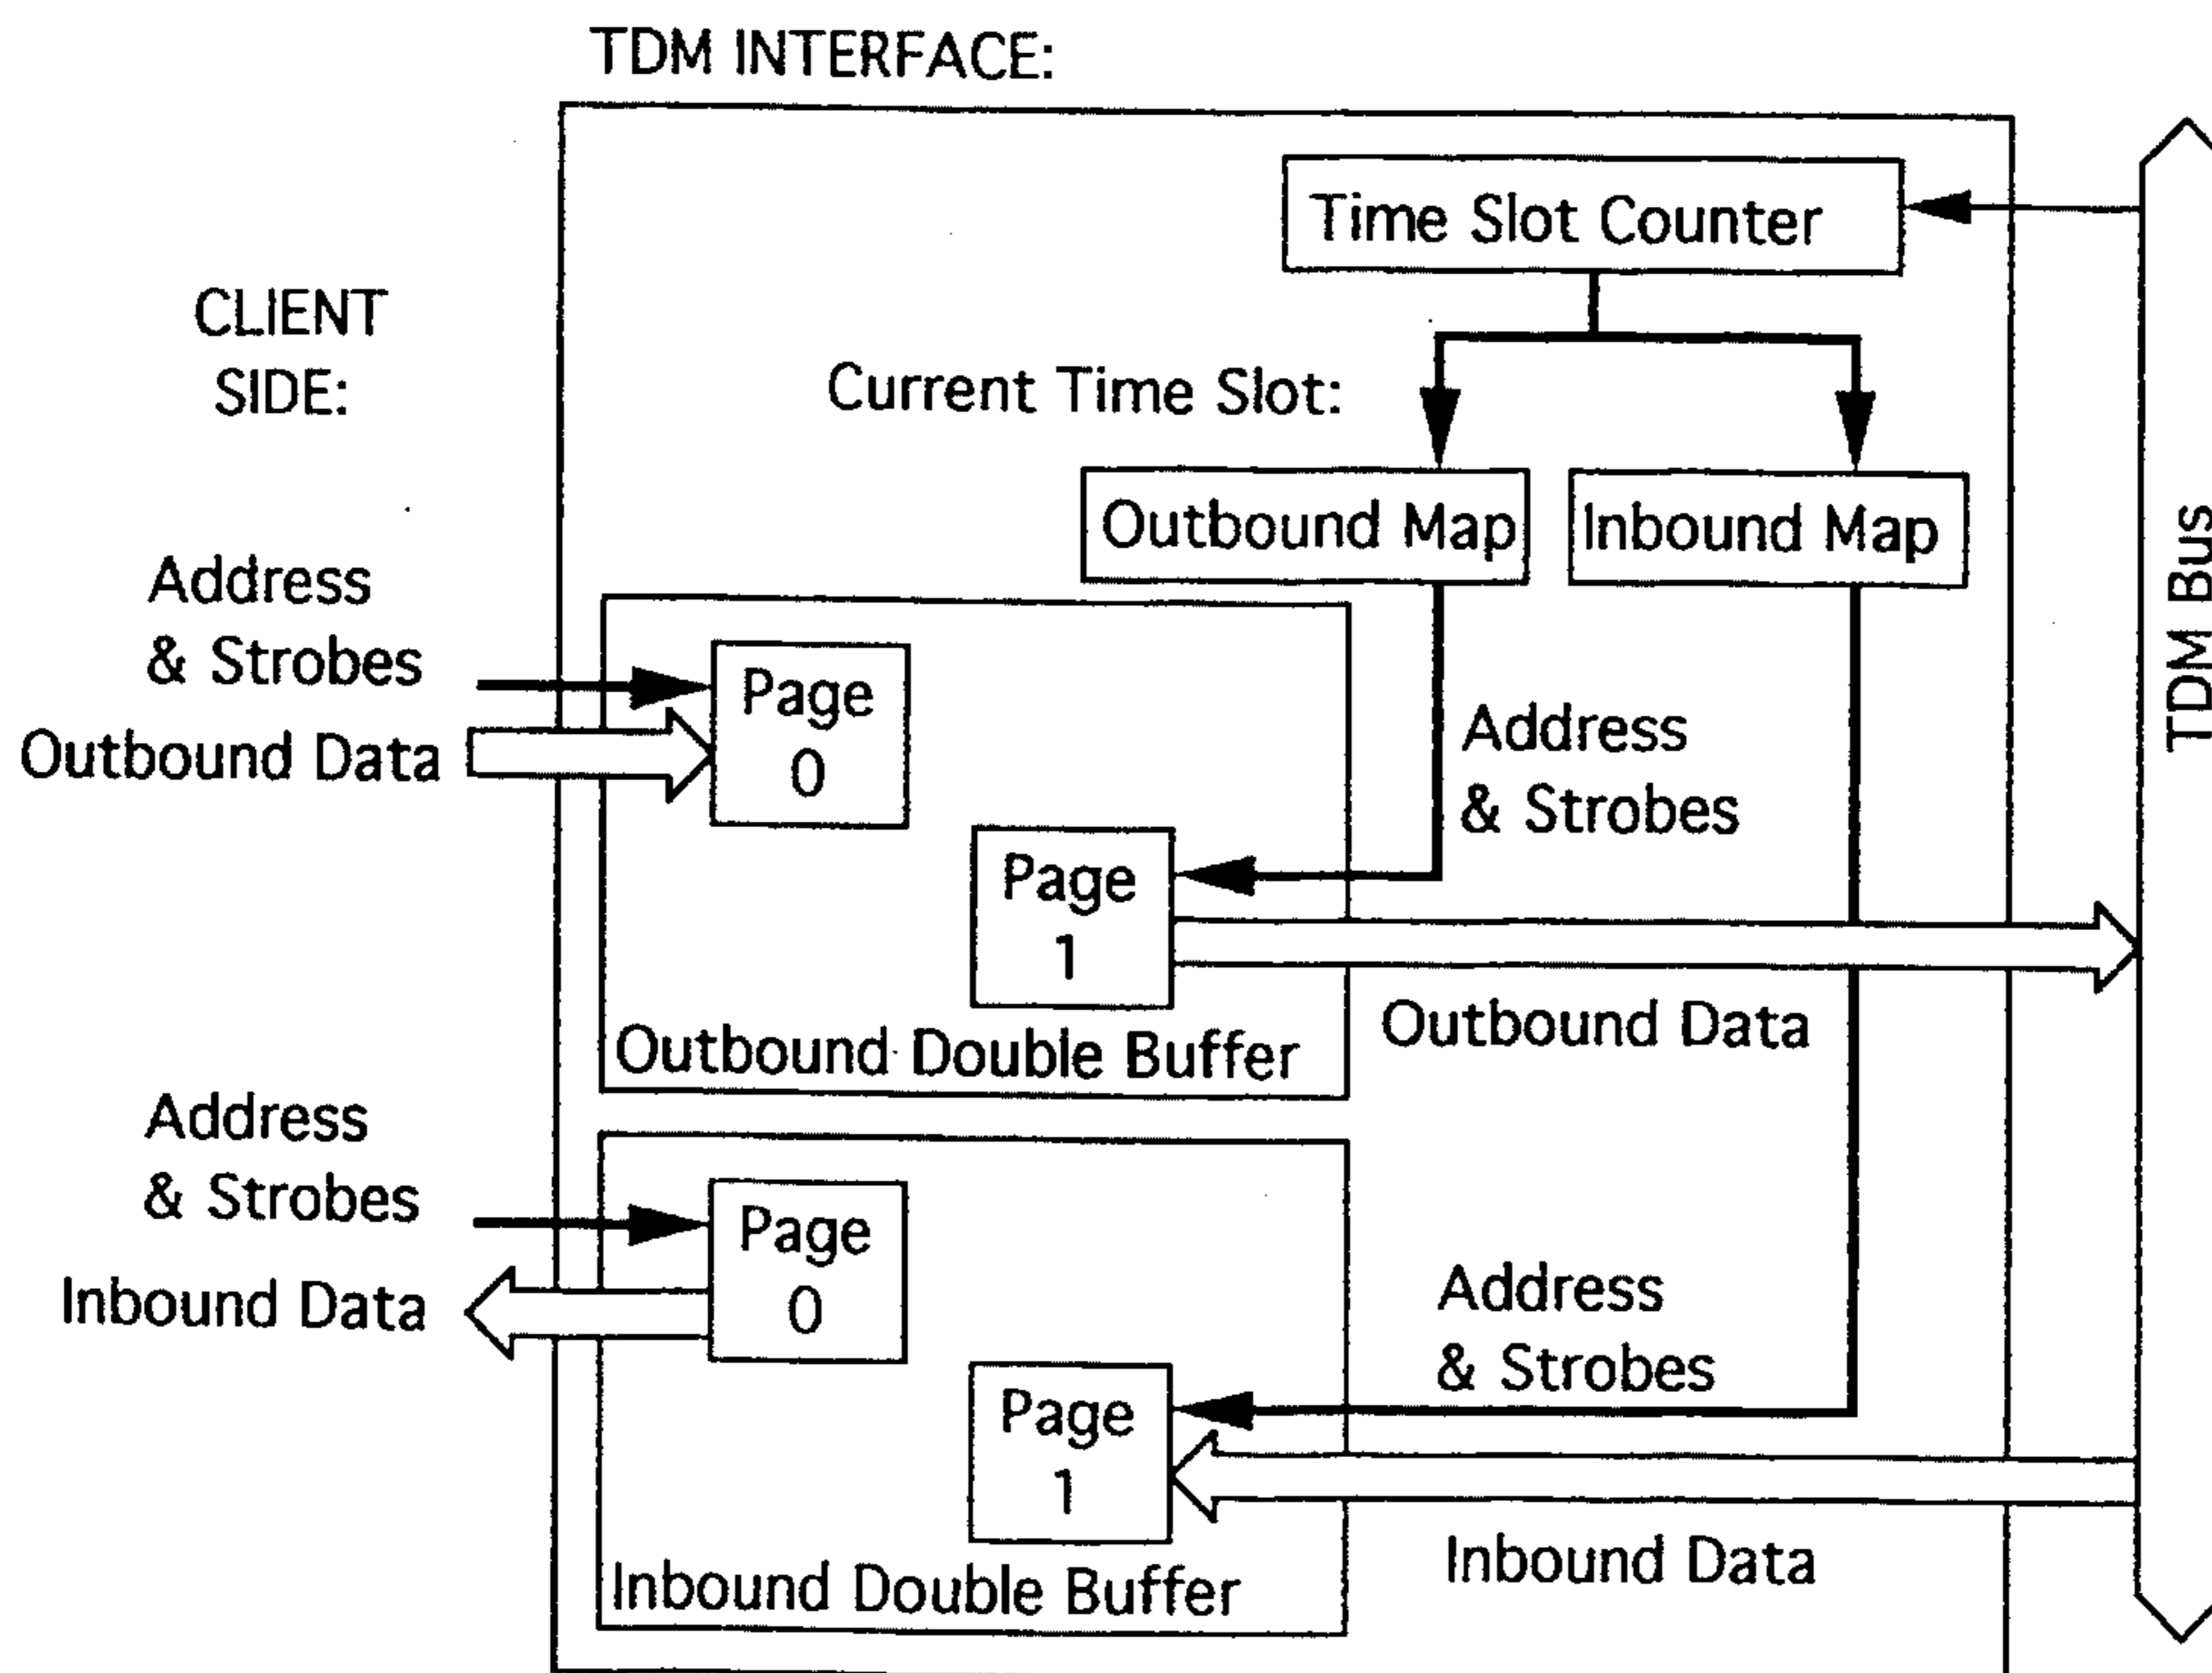 TDM INTERFACE:
Time Slot Counter
CLIENT
SIDE:
Current Time Slot:
Outbound Map
Inbound Map
TDM Bus
Address
& Strobes
Outbound Data
Page
0
Address
& Strobes
Page
1
Outbound Data
Outbound Double Buffer
Address
& Strobes
Inbound Data
Page
0
Address
& Strobes
Page
1
Inbound Data
Inbound Double Buffer